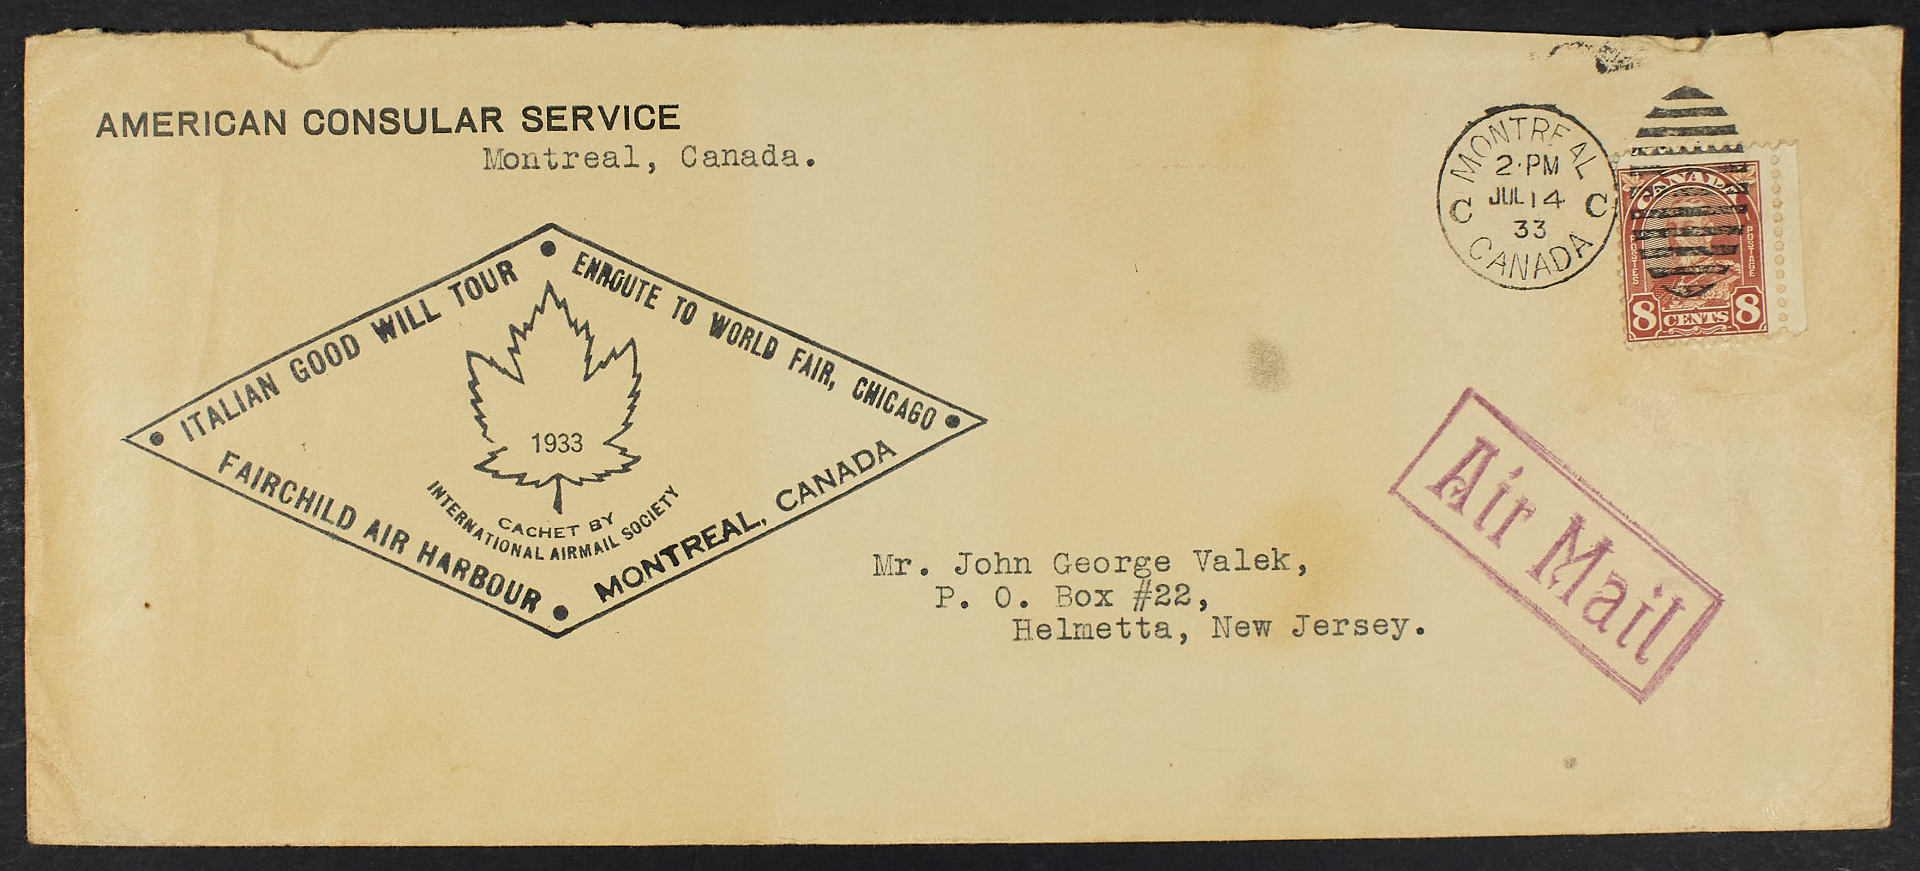 AMERICAN CONSULAR SERVICE
Montreal, Canada.
ITALIAN GOOD WILL TOUR
ENROUTE TO WORLD FAIR, CHICAGO
1933
CACHET BY
INTERNATIONAL AIRMAIL SOCIETY
FAIRCHILD AIR HARBOUR
MONTREAL, CANADA
MONTREAL
2·PM
JUL 14
33
C C
CANADA
CANADA
POSTES
POSTAGE
8 CENTS 8
Air Mail
Mr. John George Valek,
P. O. Box #22,
Helmetta, New Jersey.